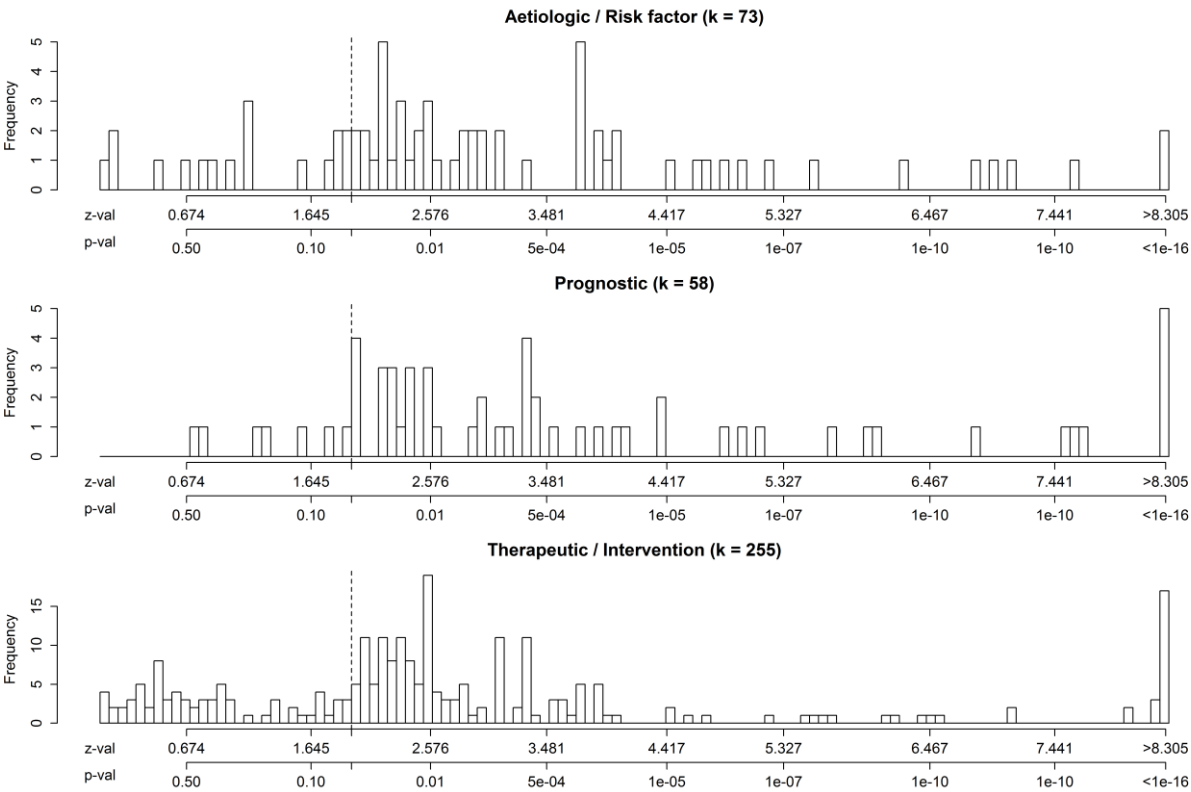 Aetiologic / Risk factor (k = 73)
Frequency
0 1 2 3 4 5
z-val 0.674 1.645 2.576 3.481 4.417 5.327 6.467 7.441 >8.305
p-val 0.50 0.10 0.01 5e-04 1e-05 1e-07 1e-10 1e-10 <1e-16
Prognostic (k = 58)
Frequency
0 1 2 3 4 5
z-val 0.674 1.645 2.576 3.481 4.417 5.327 6.467 7.441 >8.305
p-val 0.50 0.10 0.01 5e-04 1e-05 1e-07 1e-10 1e-10 <1e-16
Therapeutic / Intervention (k = 255)
Frequency
0 5 10 15
z-val 0.674 1.645 2.576 3.481 4.417 5.327 6.467 7.441 >8.305
p-val 0.50 0.10 0.01 5e-04 1e-05 1e-07 1e-10 1e-10 <1e-16